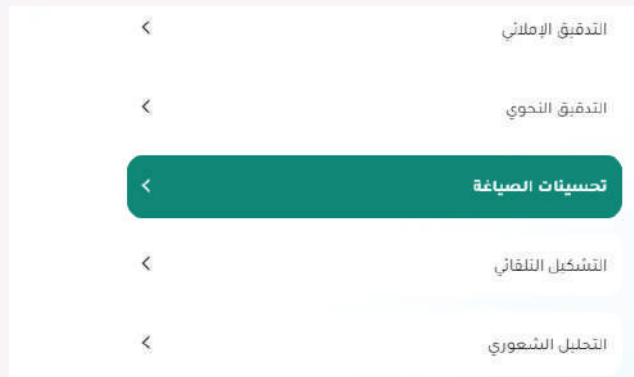 التدقيق الإملائي
التدقيق النحوي
تحسينات الصياغة
التشكيل التلقائي
التحليل الشعوري